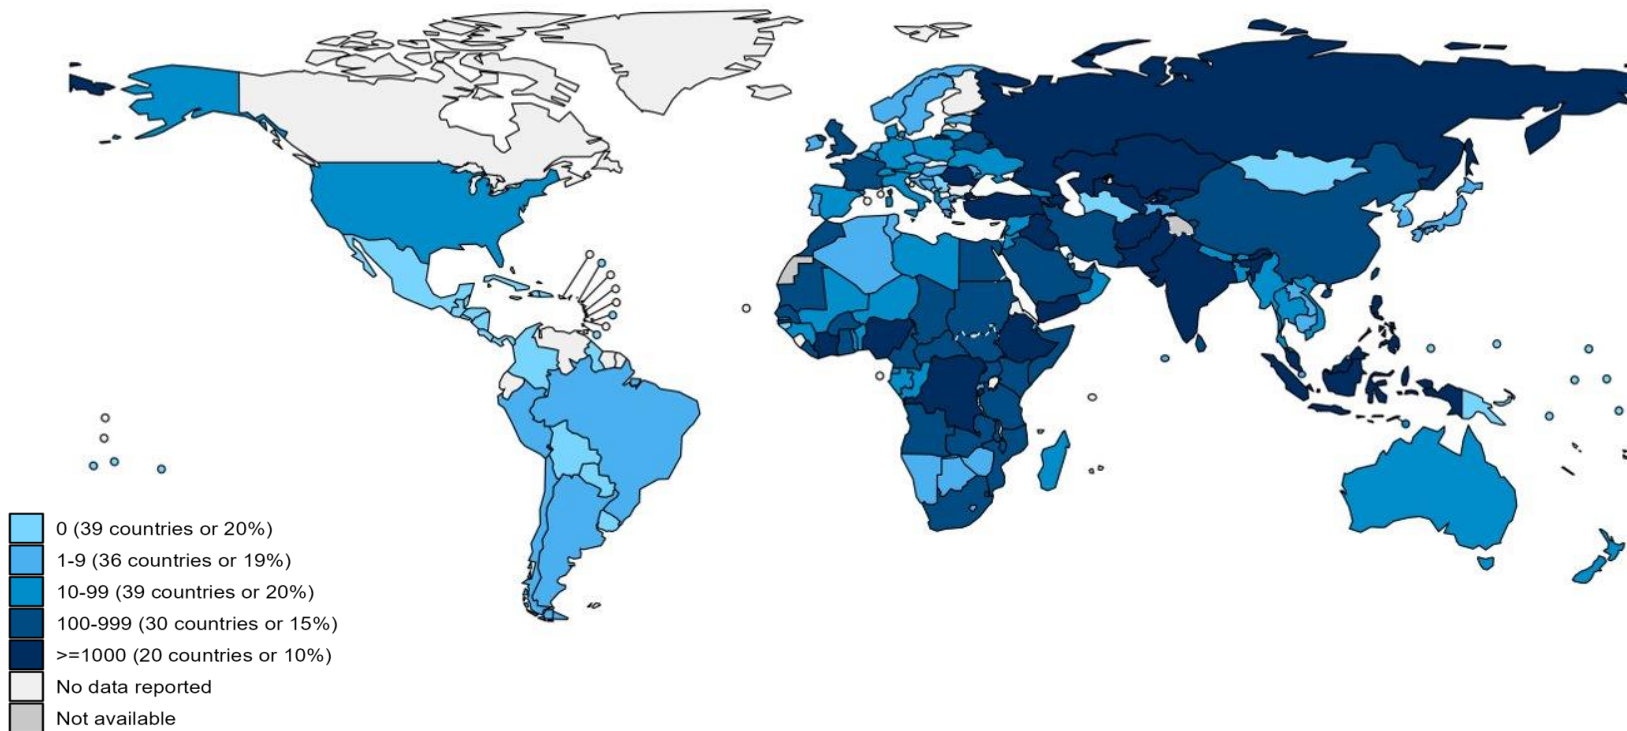 0 (39 countries or 20%)
1-9 (36 countries or 19%)
10-99 (39 countries or 20%)
100-999 (30 countries or 15%)
>=1000 (20 countries or 10%)
No data reported
Not available